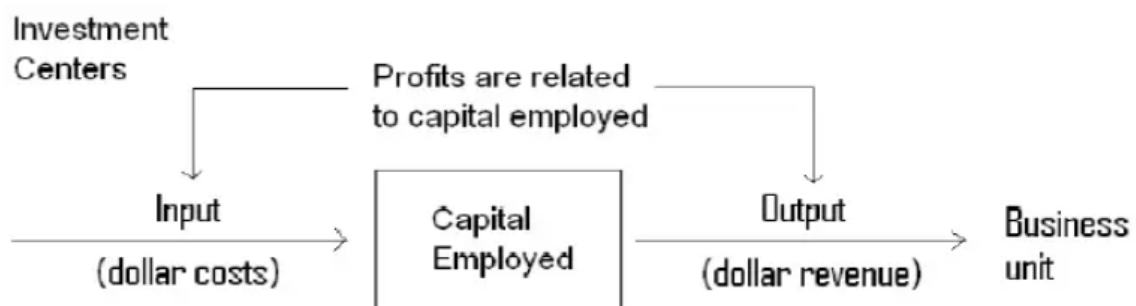 Investment
Centers
Profits are related
to capital employed
Input
(dollar costs)
Capital
Employed
Output
(dollar revenue)
Business
unit